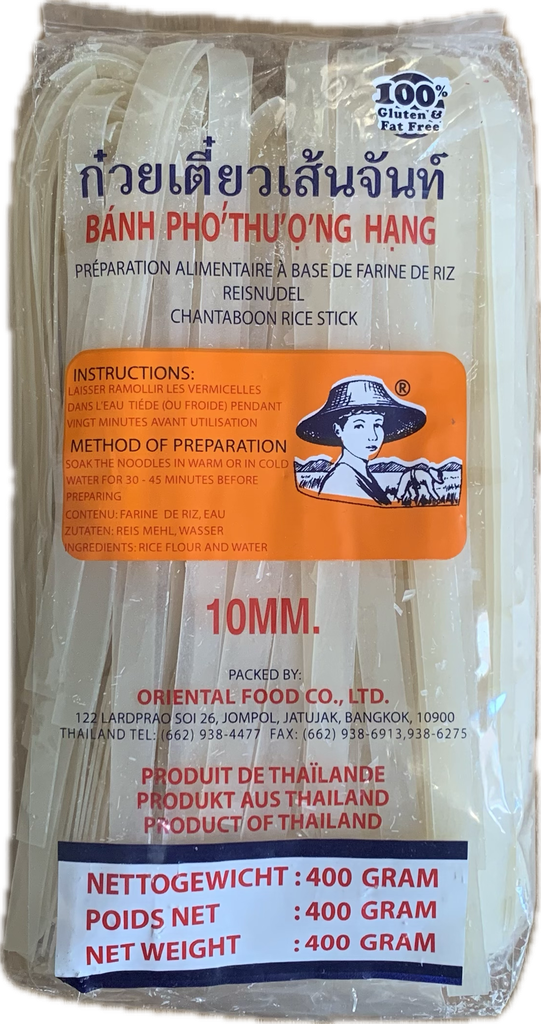 100%
Gluten &
Fat Free
ก๋วยเตี๋ยวเส้นจันท์
BÁNH PHO'THU'Ọ'NG HẠNG
PRÉPARATION ALIMENTAIRE À BASE DE FARINE DE RIZ
REISNUDEL
CHANTABOON RICE STICK
INSTRUCTIONS:
LAISSER RAMOLLIR LES VERMICELLES
DANS L'EAU TIÉDE (ÒU FROIDE) PENDANT
VINGT MINUTES AVANT UTILISATION
METHOD OF PREPARATION
SOAK THE NOODLES IN WARM OR IN COLD
WATER FOR 30 - 45 MINUTES BEFORE
PREPARING
CONTENU: FARINE DE RIZ, EAU
ZUTATEN: REIS MEHL, WASSER
INGREDIENTS: RICE FLOUR AND WATER
®
10MM.
PACKED BY:
ORIENTAL FOOD CO., LTD.
122 LARDPRAO SOI 26, JOMPOL, JATUJAK, BANGKOK, 10900
THAILAND TEL: (662) 938-4477 FAX: (662) 938-6913,938-6275
PRODUIT DE THAÏLANDE
PRODUKT AUS THAILAND
PRODUCT OF THAILAND
NETTOGEWICHT : 400 GRAM
POIDS NET : 400 GRAM
NET WEIGHT : 400 GRAM